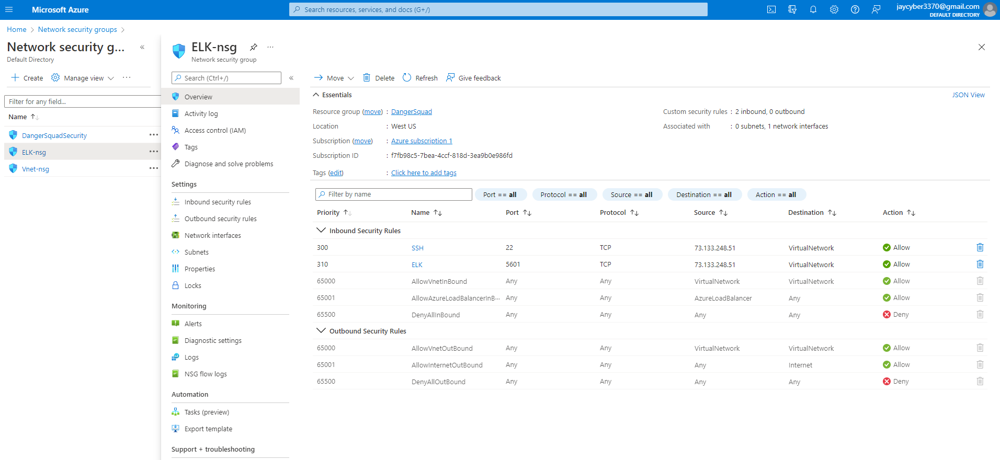 Microsoft Azure
Search resources, services, and docs (G+/)
jaycyber3370@gmail.com
DEFAULT DIRECTORY
Home > Network security groups >
Network security g... «
Default Directory
Create Manage view ...
Filter for any field...
Name
DangerSquadSecurity ...
ELK-nsg ...
Vnet-nsg ...
ELK-nsg ...
Network security group
Search (Ctrl+/) «
Overview
Activity log
Access control (IAM)
Tags
Diagnose and solve problems
Settings
Inbound security rules
Outbound security rules
Network interfaces
Subnets
Properties
Locks
Monitoring
Alerts
Diagnostic settings
Logs
NSG flow logs
Automation
Tasks (preview)
Export template
Support + troubleshooting
Move Delete Refresh Give feedback
Essentials JSON View
Resource group (move) : DangerSquad
Location : West US
Subscription (move) : Azure subscription 1
Subscription ID : f7fb98c5-7bea-4ccf-818d-3ea9b0e986fd
Tags (edit) : Click here to add tags
Custom security rules : 2 inbound, 0 outbound
Associated with : 0 subnets, 1 network interfaces
Filter by name Port == all Protocol == all Source == all Destination == all Action == all
Priority Name Port Protocol Source Destination Action
Inbound Security Rules
300 SSH 22 TCP 73.133.248.51 VirtualNetwork Allow
310 ELK 5601 TCP 73.133.248.51 VirtualNetwork Allow
65000 AllowVnetInBound Any Any VirtualNetwork VirtualNetwork Allow
65001 AllowAzureLoadBalancerInB... Any Any AzureLoadBalancer Any Allow
65500 DenyAllInBound Any Any Any Any Deny
Outbound Security Rules
65000 AllowVnetOutBound Any Any VirtualNetwork VirtualNetwork Allow
65001 AllowInternetOutBound Any Any Any Internet Allow
65500 DenyAllOutBound Any Any Any Any Deny